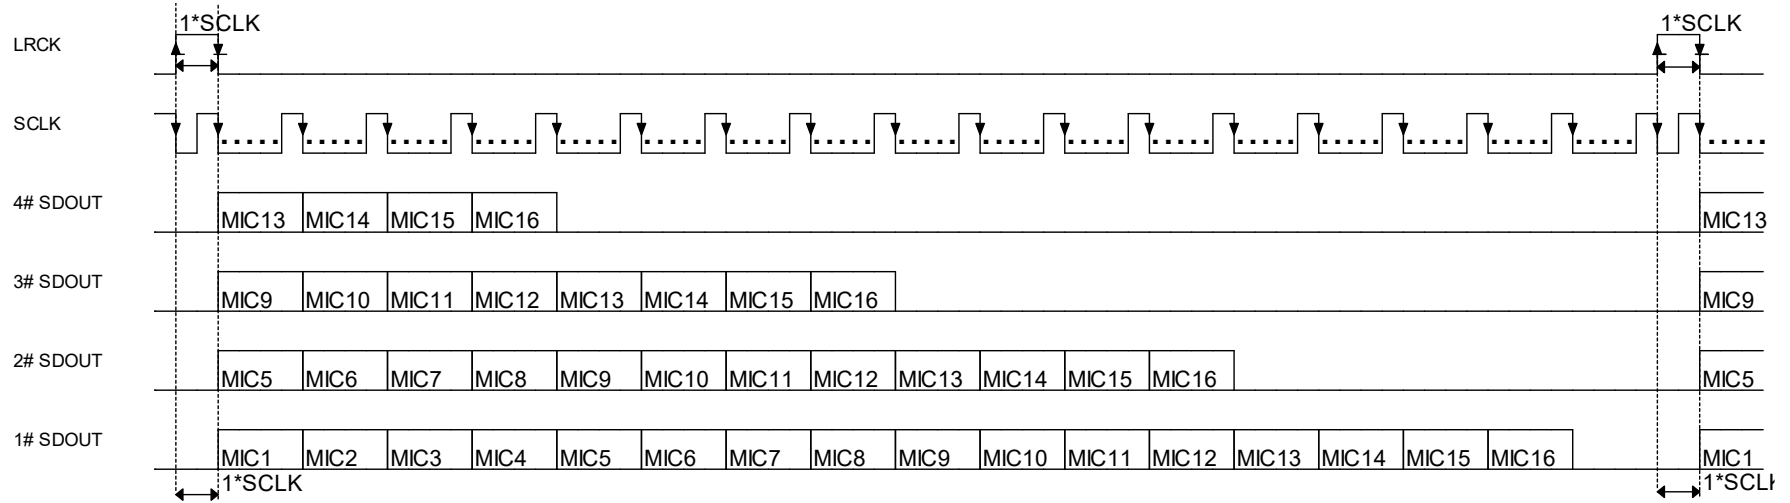 1*SCLK 1*SCLK
LRCK
SCLK
4# SDOUT
MIC13 MIC14 MIC15 MIC16 MIC13
3# SDOUT
MIC9 MIC10 MIC11 MIC12 MIC13 MIC14 MIC15 MIC16 MIC9
2# SDOUT
MIC5 MIC6 MIC7 MIC8 MIC9 MIC10 MIC11 MIC12 MIC13 MIC14 MIC15 MIC16 MIC5
1# SDOUT
MIC1 MIC2 MIC3 MIC4 MIC5 MIC6 MIC7 MIC8 MIC9 MIC10 MIC11 MIC12 MIC13 MIC14 MIC15 MIC16 MIC1
1*SCLK 1*SCLK